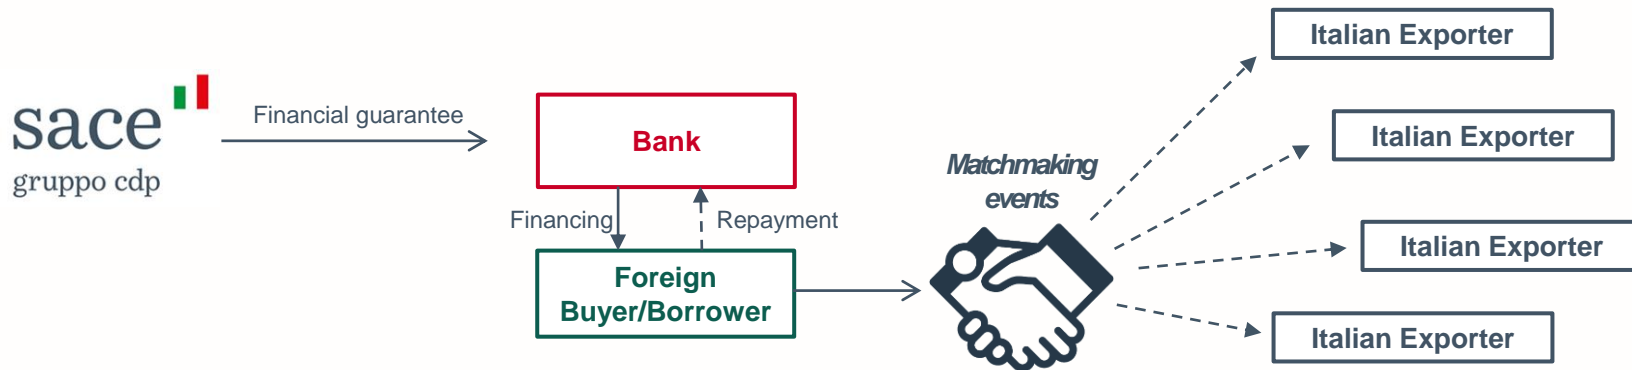 sace
gruppo cdp
Financial guarantee
Bank
Financing
Repayment
Foreign
Buyer/Borrower
Matchmaking
events
Italian Exporter
Italian Exporter
Italian Exporter
Italian Exporter